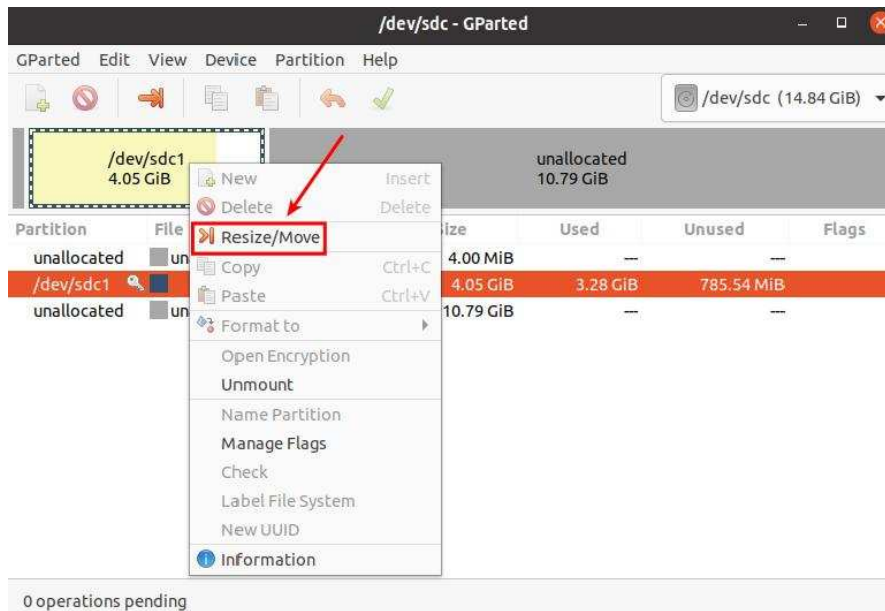 /dev/sdc - GParted
GParted Edit View Device Partition Help
/dev/sdc (14.84 GiB)
/dev/sdc1
4.05 GiB
unallocated
10.79 GiB
New Insert
Delete Delete
Resize/Move
Copy Ctrl+C
Paste Ctrl+V
Format to
Open Encryption
Unmount
Name Partition
Manage Flags
Check
Label File System
New UUID
Information
Partition File ize Used Unused Flags
unallocated un 4.00 MiB --- ---
/dev/sdc1 4.05 GiB 3.28 GiB 785.54 MiB
unallocated un 10.79 GiB --- ---
0 operations pending